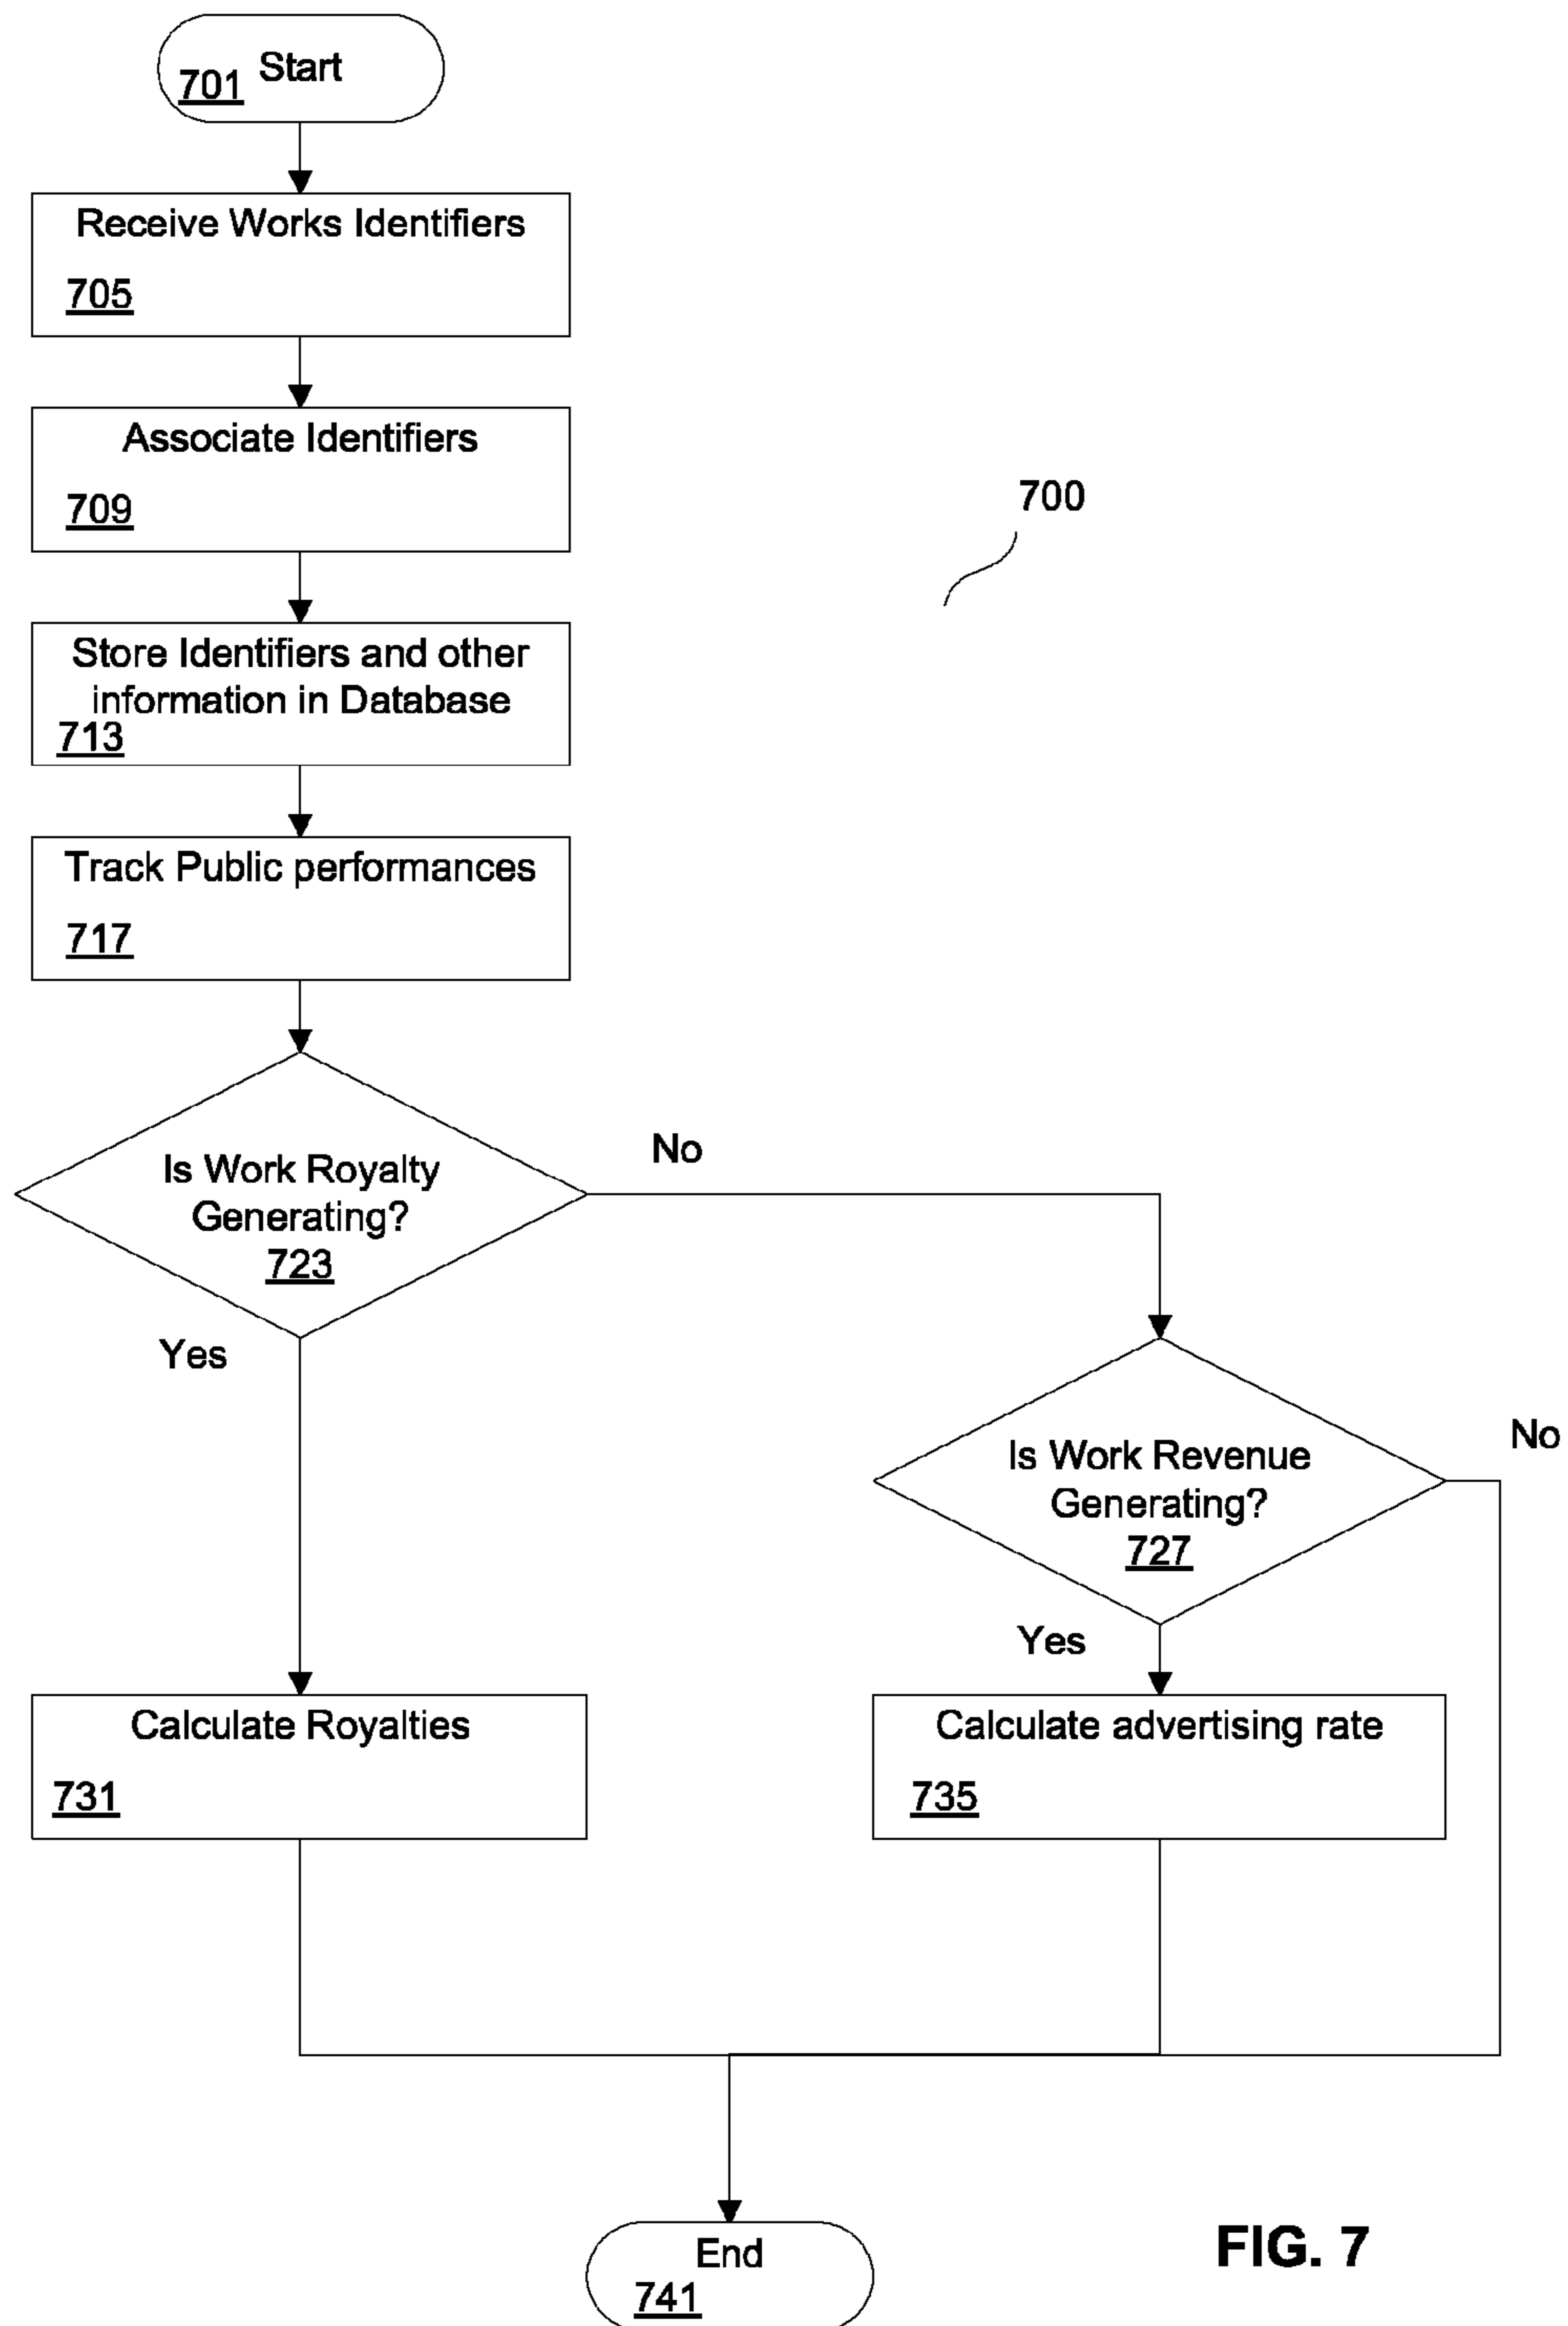 Start
701
Receive Works Identifiers
705
Associate Identifiers
709
700
Store Identifiers and other
information in Database
713
Track Public performances
717
Is Work Royalty
Generating?
723
No
Yes
Is Work Revenue
Generating?
727
No
Yes
Calculate Royalties
731
Calculate advertising rate
735
End
741
FIG. 7